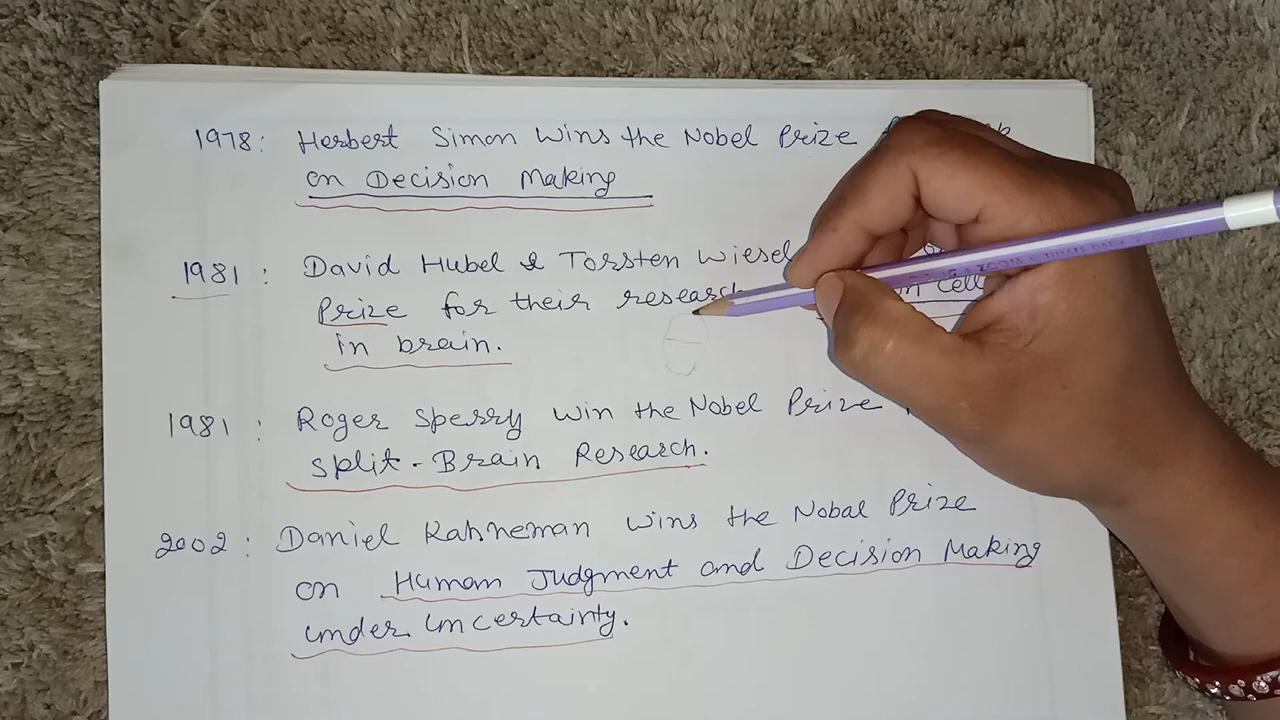 1978: Herbert Simon Wins the Nobel Prize
on Decision Making
1981: David Hubel & Torsten Wiesel
Prize for their research cell
in brain.
1981: Roger Sperry win the Nobel Prize
Split-Brain Research.
2002: Daniel Kahneman wins the Nobal Prize
on Human Judgment and Decision Making
under uncertainty.